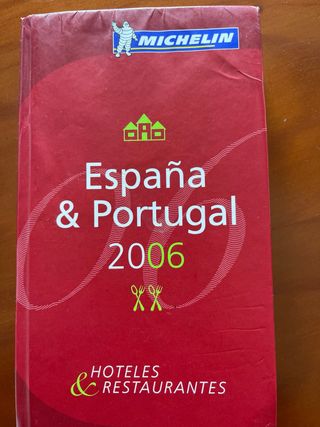 MICHELIN
España
& Portugal
2006
HOTELES
& RESTAURANTES